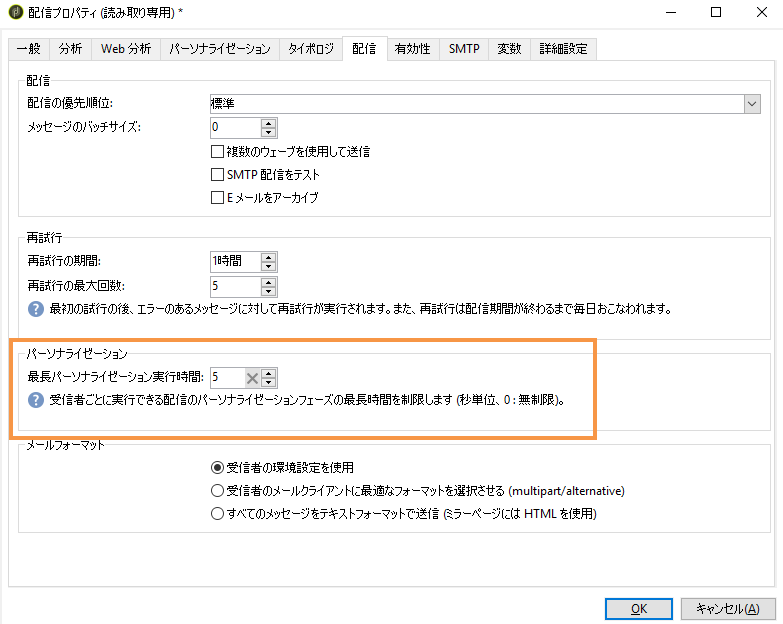 配信プロパティ (読み取り専用) *
一般 分析 Web 分析 パーソナライゼーション タイポロジ 配信 有効性 SMTP 変数 詳細設定
配信
配信の優先順位: 標準
メッセージのバッチサイズ: 0
複数のウェーブを使用して送信
SMTP 配信をテスト
E メールをアーカイブ
再試行
再試行の期間: 1時間
再試行の最大回数: 5
? 最初の試行の後、エラーのあるメッセージに対して再試行が実行されます。また、再試行は配信期間が終わるまで毎日おこなわれます。
パーソナライゼーション
最長パーソナライゼーション実行時間: 5
? 受信者ごとに実行できる配信のパーソナライゼーションフェーズの最長時間を制限します (秒単位、0 : 無制限)。
メールフォーマット
受信者の環境設定を使用
受信者のメールクライアントに最適なフォーマットを選択させる (multipart/alternative)
すべてのメッセージをテキストフォーマットで送信 (ミラーページには HTML を使用)
OK キャンセル(A)